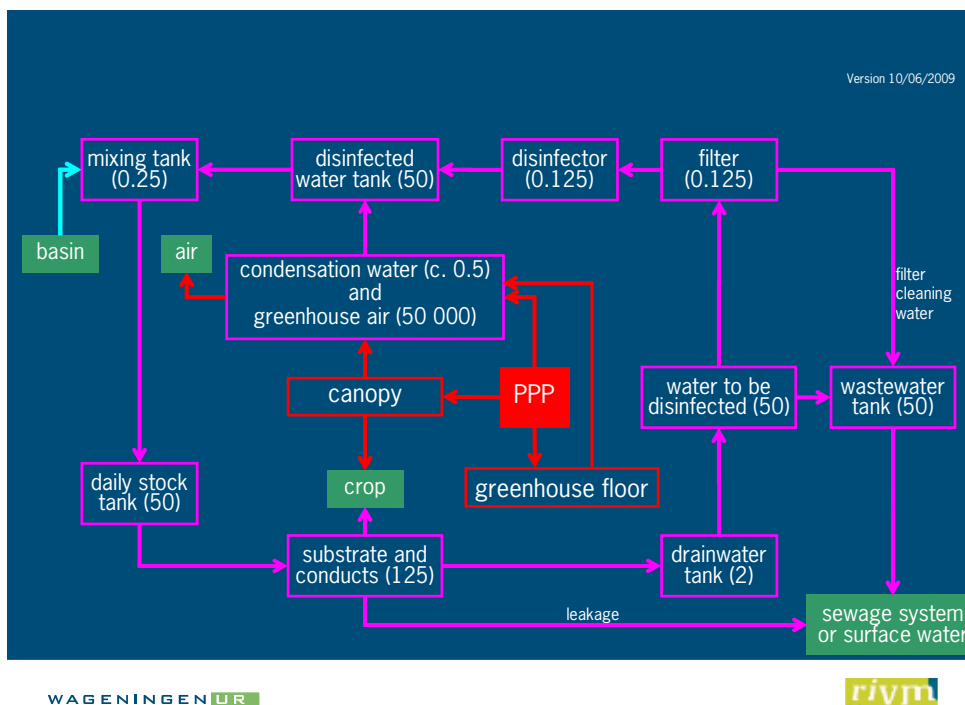 Version 10/06/2009
mixing tank
(0.25)
disinfected
water tank (50)
disinfector
(0.125)
filter
(0.125)
basin
air
condensation water (c. 0.5)
and
greenhouse air (50 000)
filter
cleaning
water
canopy
PPP
water to be
disinfected (50)
wastewater
tank (50)
daily stock
tank (50)
crop
greenhouse floor
substrate and
conducts (125)
drainwater
tank (2)
leakage
sewage system
or surface water
WAGENINGEN UR
rivm